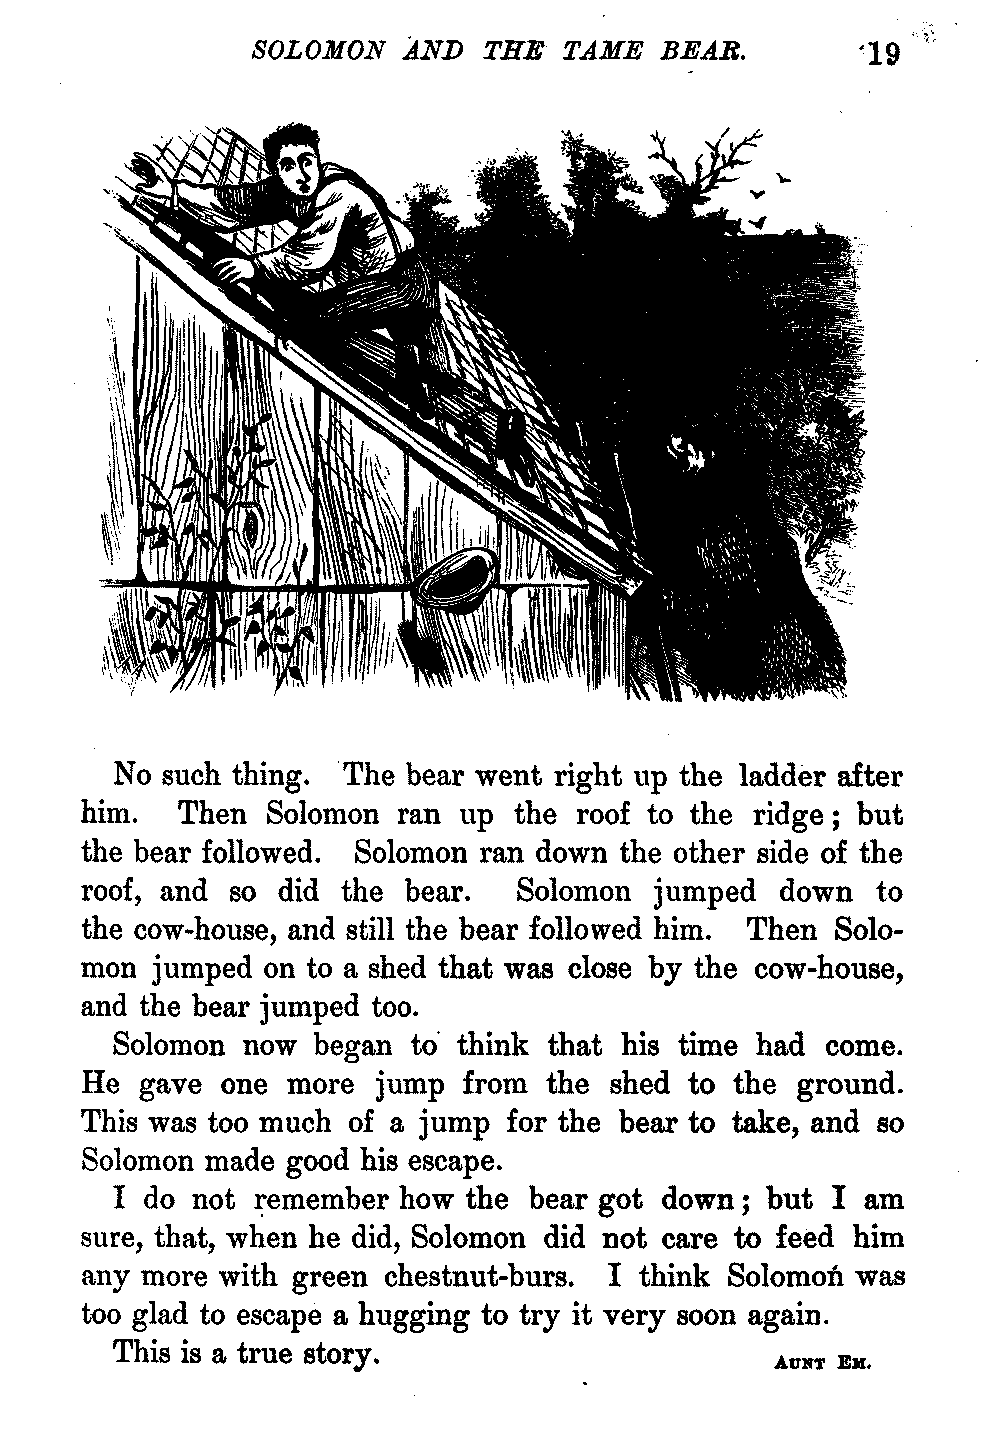 SOLOMON AND THE TAME BEAR. 19
No such thing. The bear went right up the ladder after
him. Then Solomon ran up the roof to the ridge; but
the bear followed. Solomon ran down the other side of the
roof, and so did the bear. Solomon jumped down to
the cow-house, and still the bear followed him. Then Solo-
mon jumped on to a shed that was close by the cow-house,
and the bear jumped too.
Solomon now began to think that his time had come.
He gave one more jump from the shed to the ground.
This was too much of a jump for the bear to take, and so
Solomon made good his escape.
I do not remember how the bear got down; but I am
sure, that, when he did, Solomon did not care to feed him
any more with green chestnut-burs. I think Solomon was
too glad to escape a hugging to try it very soon again.
This is a true story. AUNT EM.